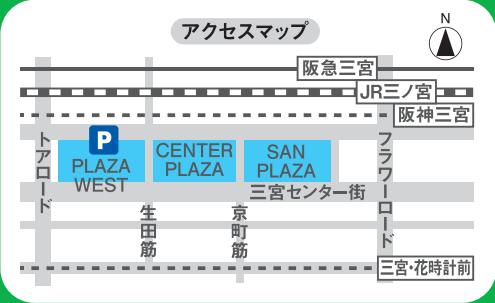 アクセスマップ
N
阪急三宮
JR三ノ宮
阪神三宮
トアロード
P
PLAZA
WEST
CENTER
PLAZA
SAN
PLAZA
フラワーロード
三宮センター街
生田筋
京町筋
三宮・花時計前